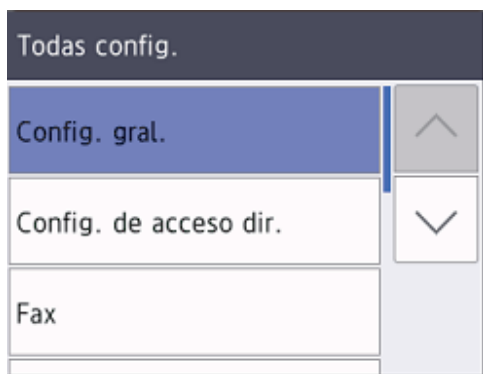 Todas config.
Config. gral.
Config. de acceso dir.
Fax